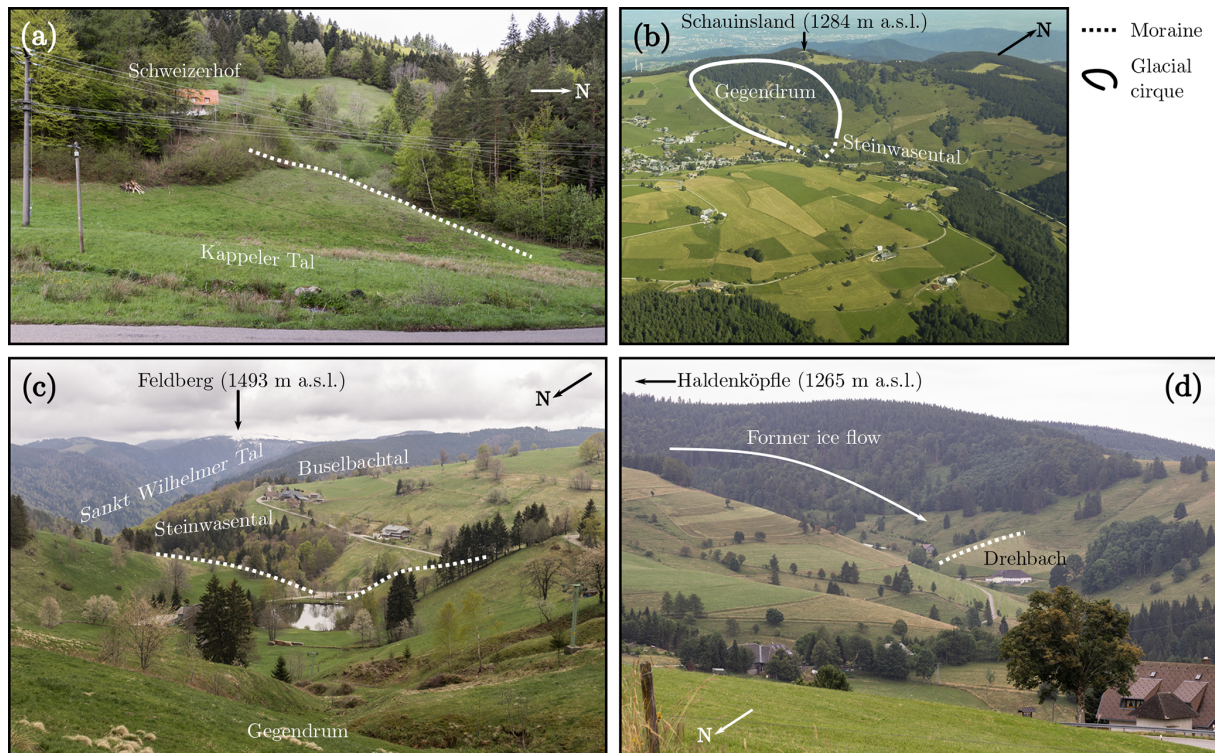 (a)
Schweizerhof
N
Kappeler Tal
(b)
Schauinsland (1284 m a.s.l.)
N
Gegendrum
Steinwasental
Moraine
Glacial
cirque
(c)
Feldberg (1493 m a.s.l.)
N
Sankt Wilhelmer Tal
Buselbachtal
Steinwasental
Gegendrum
Haldenköpfle (1265 m a.s.l.)
(d)
Former ice flow
Drehbach
N